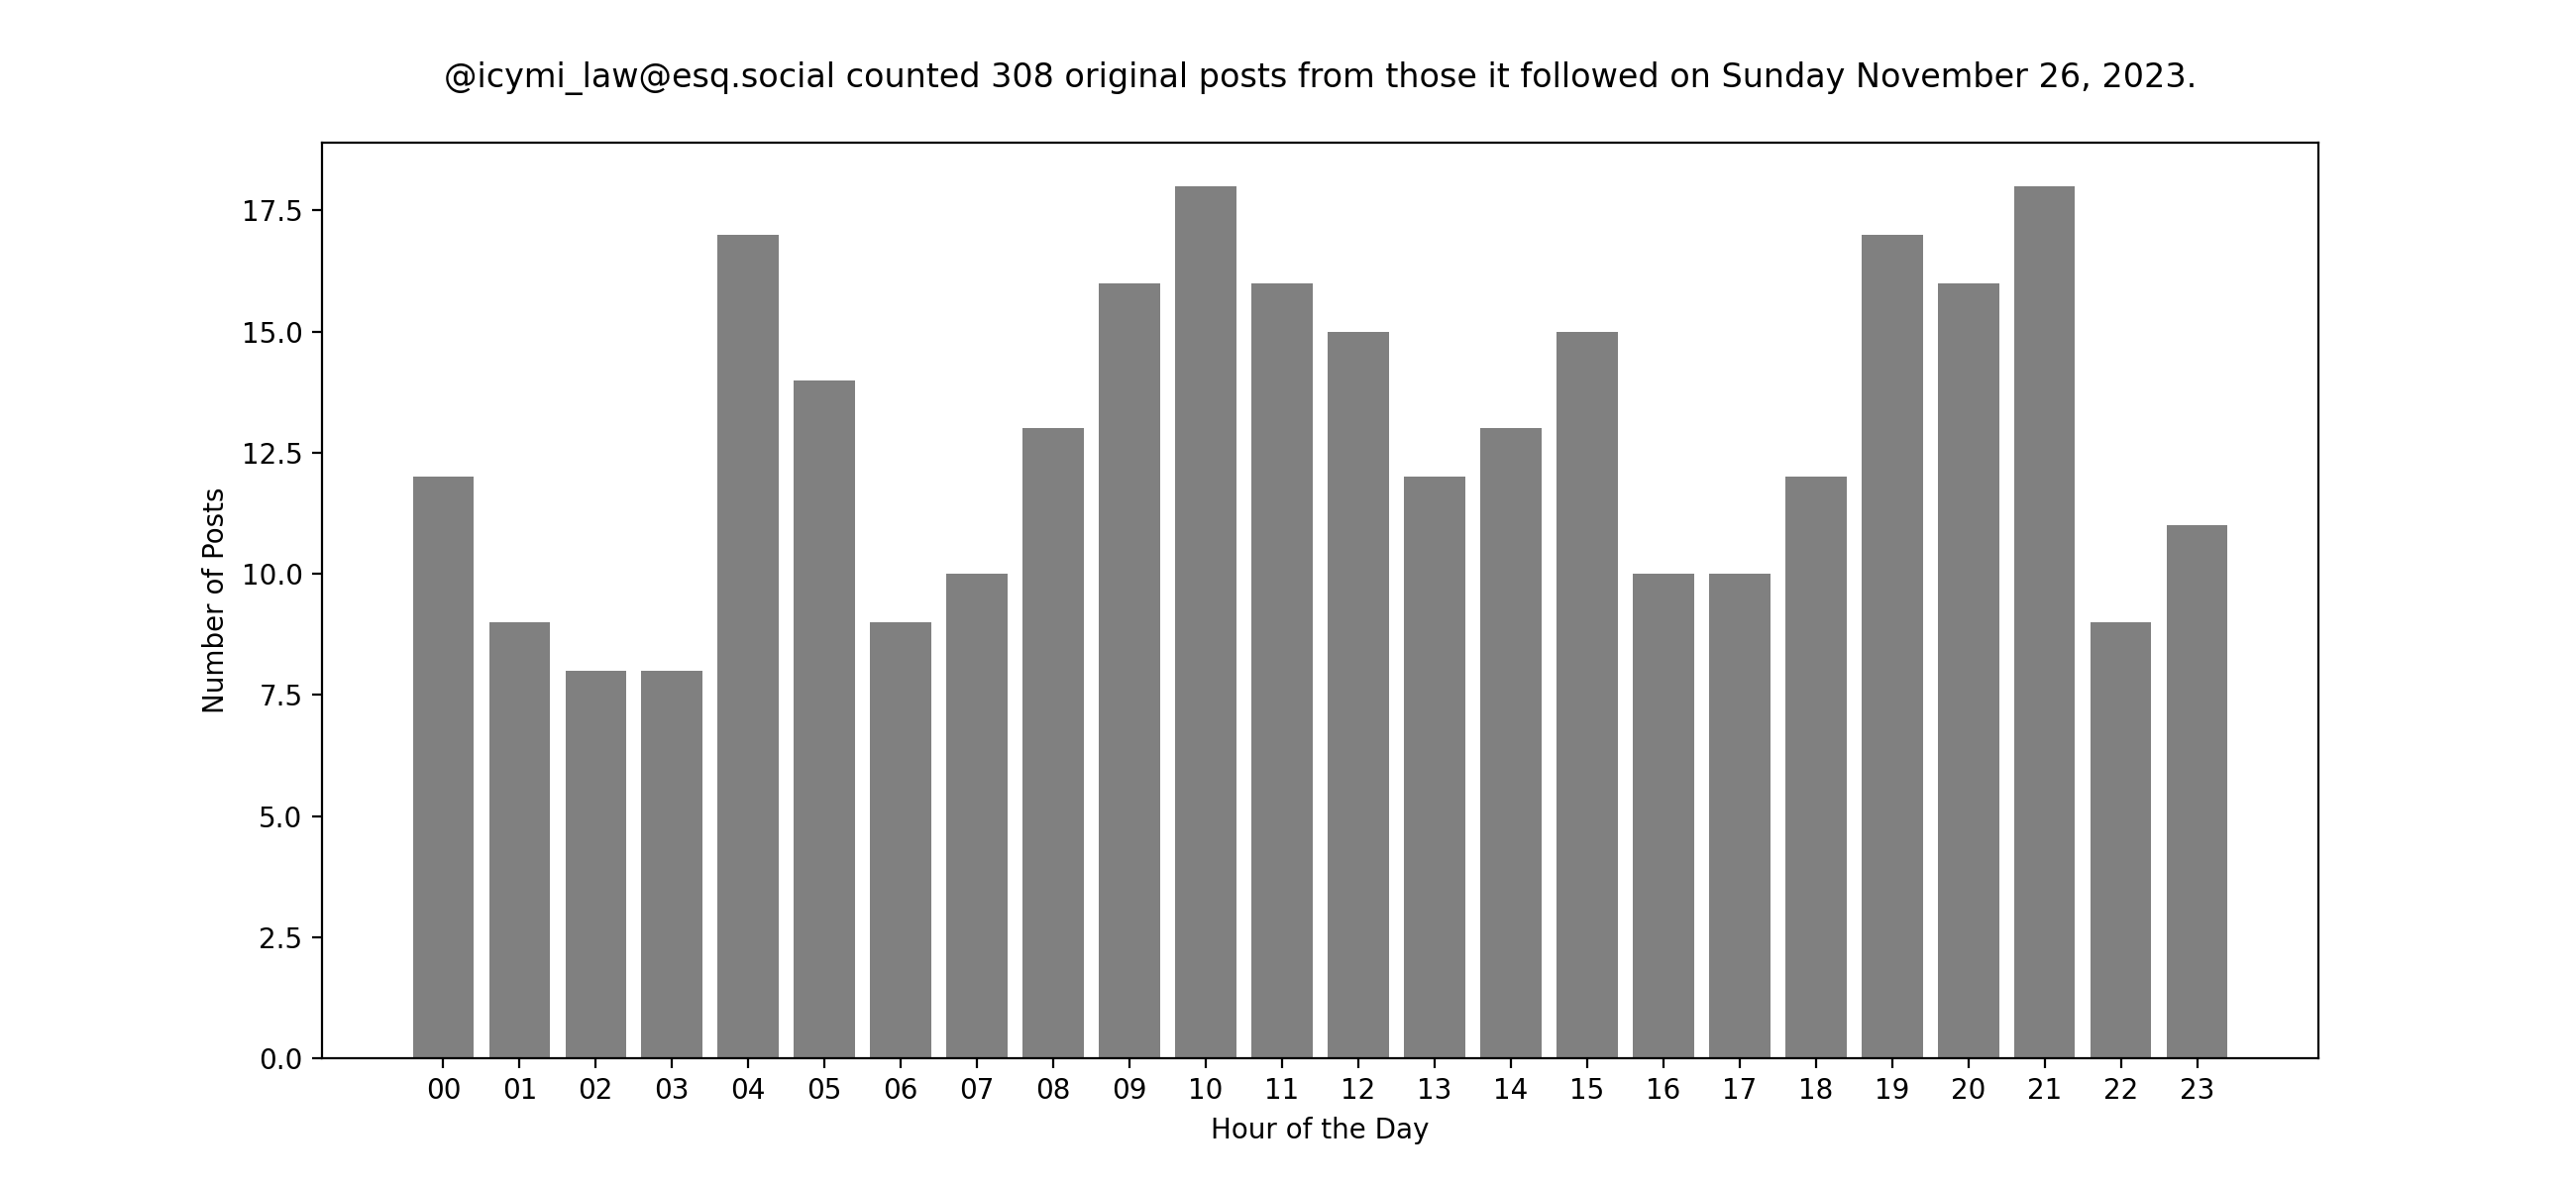 @icymi_law@esq.social counted 308 original posts from those it followed on Sunday November 26, 2023.
Number of Posts
17.5
15.0
12.5
10.0
7.5
5.0
2.5
0.0
00 01 02 03 04 05 06 07 08 09 10 11 12 13 14 15 16 17 18 19 20 21 22 23
Hour of the Day